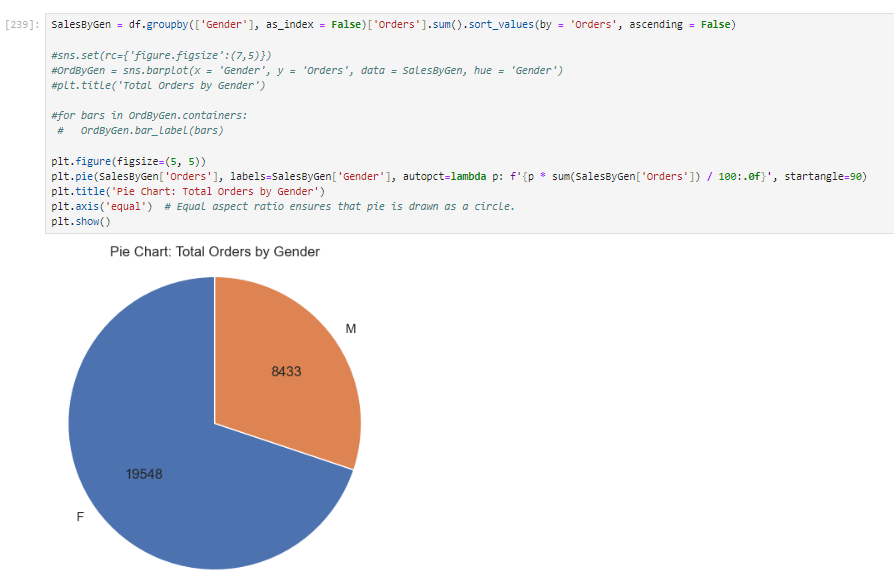 [239]: SalesByGen = df.groupby(['Gender'], as_index = False)['Orders'].sum().sort_values(by = 'Orders', ascending = False)
#sns.set(rc={'figure.figsize':(7,5)})
#OrdByGen = sns.barplot(x = 'Gender', y = 'Orders', data = SalesByGen, hue = 'Gender')
#plt.title('Total Orders by Gender')
#for bars in OrdByGen.containers:
#   OrdByGen.bar_label(bars)
plt.figure(figsize=(5, 5))
plt.pie(SalesByGen['Orders'], labels=SalesByGen['Gender'], autopct=lambda p: f'{p * sum(SalesByGen['Orders']) / 100:.0f}', startangle=90)
plt.title('Pie Chart: Total Orders by Gender')
plt.axis('equal')  # Equal aspect ratio ensures that pie is drawn as a circle.
plt.show()
Pie Chart: Total Orders by Gender
M
8433
19548
F